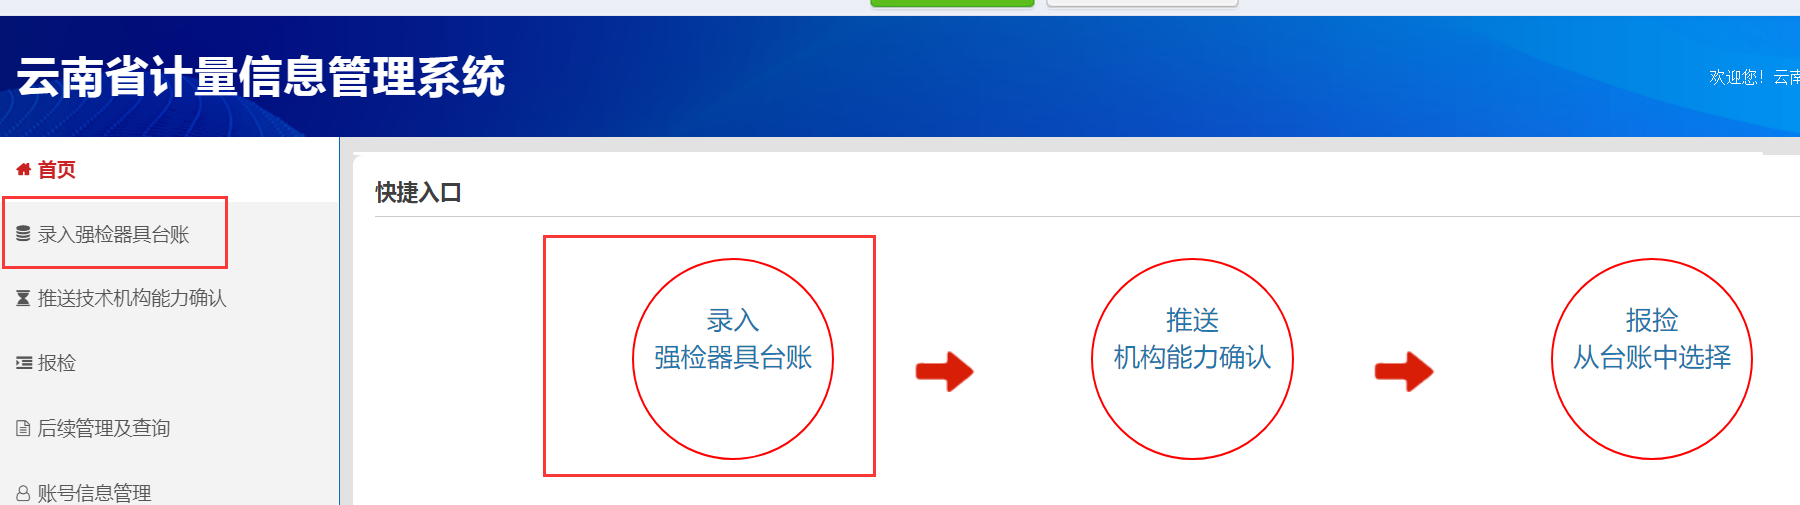 云南省计量信息管理系统
欢迎您！云南
首页
录入强检器具台账
推送技术机构能力确认
报检
后续管理及查询
账号信息管理
快捷入口
录入
强检器具台账
推送
机构能力确认
报检
从台账中选择